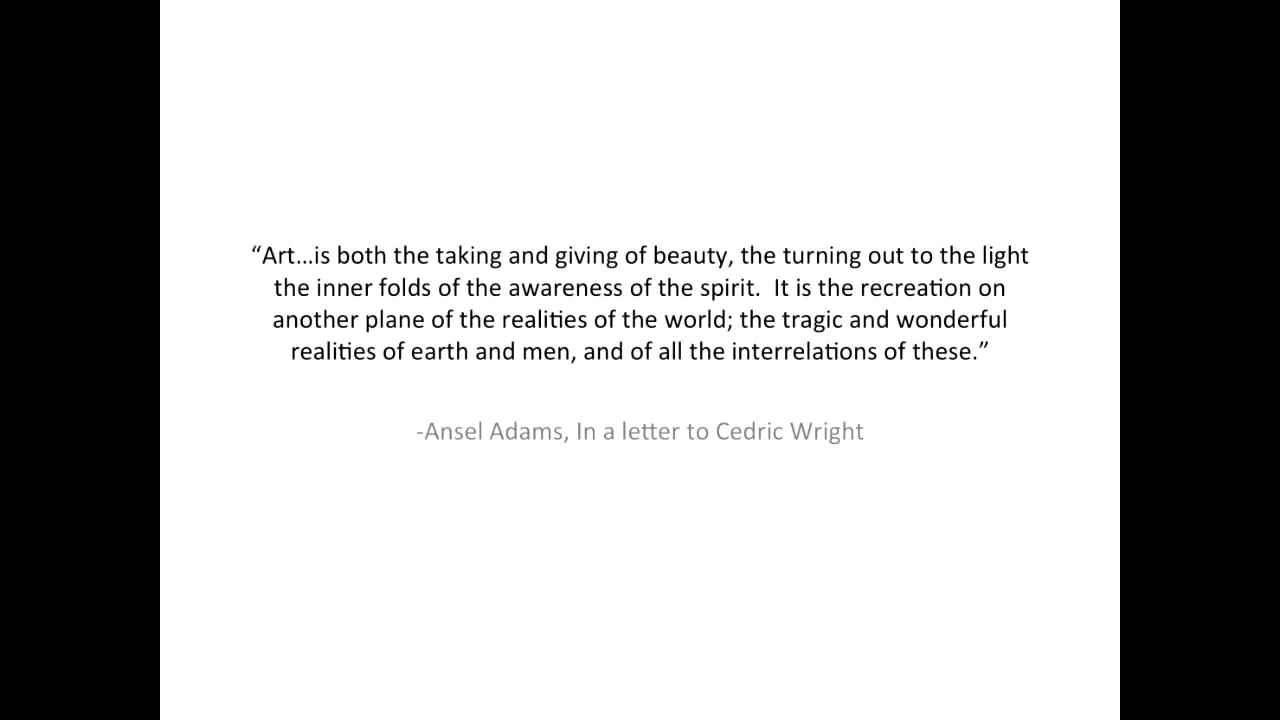 “Art…is both the taking and giving of beauty, the turning out to the light
the inner folds of the awareness of the spirit.  It is the recreation on
another plane of the realities of the world; the tragic and wonderful
realities of earth and men, and of all the interrelations of these.”
-Ansel Adams, In a letter to Cedric Wright